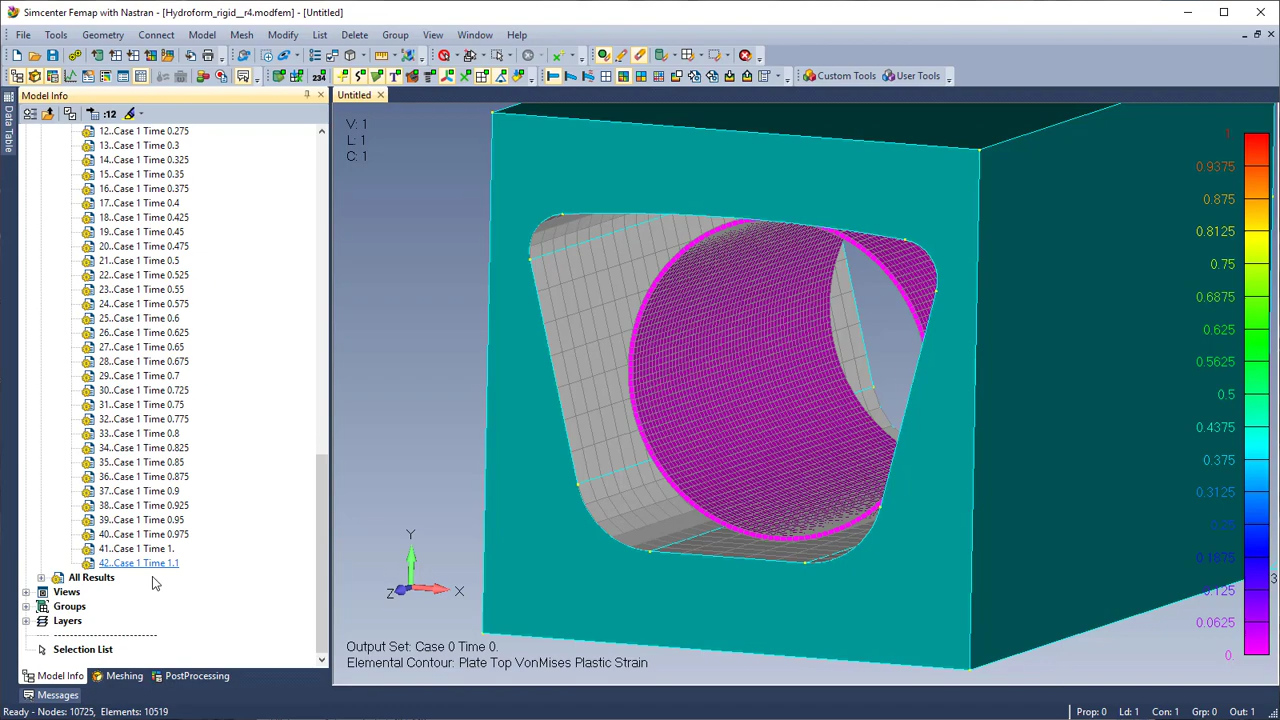 Simcenter Femap with Nastran - [Hydroform_rigid__r4.modfem] - [Untitled]
File Tools Geometry Connect Model Mesh Modify List Delete Group View Window Help
234 Custom Tools User Tools
Model Info
Untitled
:12
Data Table
12..Case 1 Time 0.275
13..Case 1 Time 0.3
14..Case 1 Time 0.325
15..Case 1 Time 0.35
16..Case 1 Time 0.375
17..Case 1 Time 0.4
18..Case 1 Time 0.425
19..Case 1 Time 0.45
20..Case 1 Time 0.475
21..Case 1 Time 0.5
22..Case 1 Time 0.525
23..Case 1 Time 0.55
24..Case 1 Time 0.575
25..Case 1 Time 0.6
26..Case 1 Time 0.625
27..Case 1 Time 0.65
28..Case 1 Time 0.675
29..Case 1 Time 0.7
30..Case 1 Time 0.725
31..Case 1 Time 0.75
32..Case 1 Time 0.775
33..Case 1 Time 0.8
34..Case 1 Time 0.825
35..Case 1 Time 0.85
36..Case 1 Time 0.875
37..Case 1 Time 0.9
38..Case 1 Time 0.925
39..Case 1 Time 0.95
40..Case 1 Time 0.975
41..Case 1 Time 1.
42..Case 1 Time 1.1
All Results
Views
Groups
Layers
Selection List
Model Info Meshing PostProcessing
Messages
V: 1
L: 1
C: 1
Y
X
Z
Output Set: Case 0 Time 0.
Elemental Contour: Plate Top VonMises Plastic Strain
1.
0.9375
0.875
0.8125
0.75
0.6875
0.625
0.5625
0.5
0.4375
0.375
0.3125
0.25
0.1875
0.125
0.0625
0.
3
Ready - Nodes: 10725, Elements: 10519
Prop: 0 Ld: 1 Con: 1 Grp: 0 Out: 1